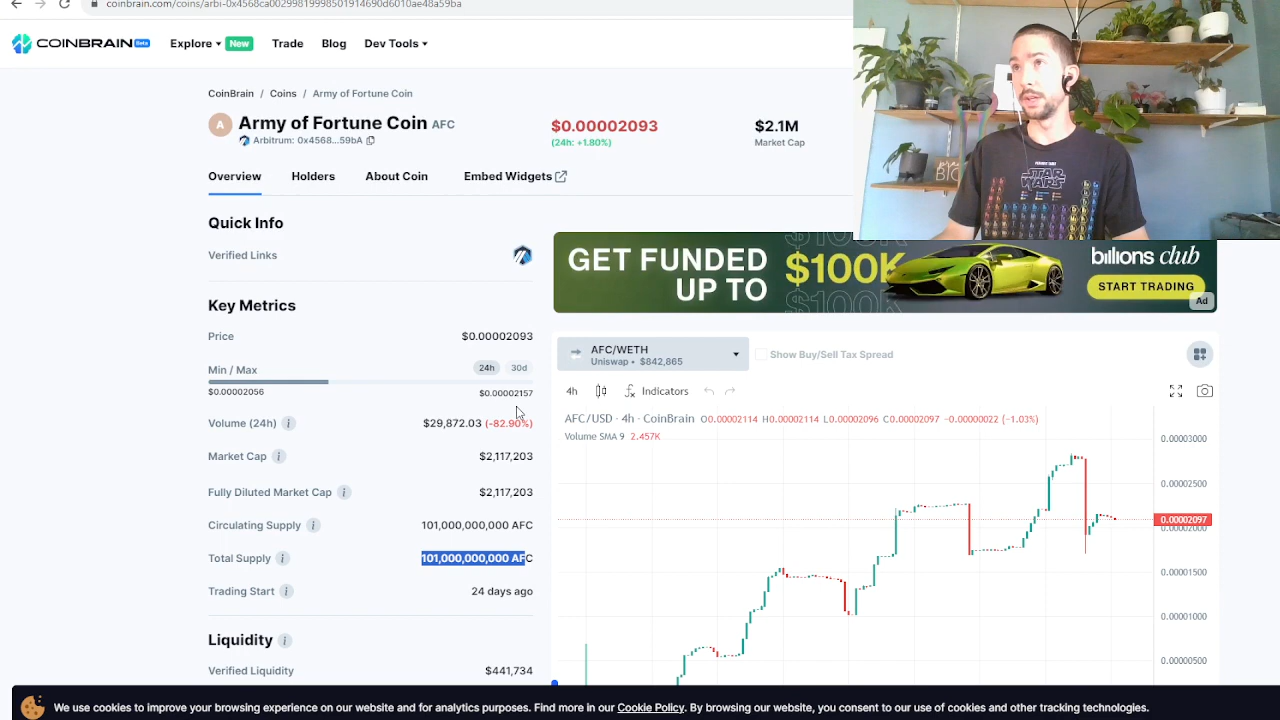 coinbrain.com/coins/arbi-0x4568ca00299819998501914690d6010ae48a59ba
COINBRAIN Beta
Explore New Trade Blog Dev Tools
CoinBrain / Coins / Army of Fortune Coin
A Army of Fortune Coin AFC
Arbitrum: 0x4568...59bA
$0.00002093
(24h: +1.80%)
$2.1M
Market Cap
Overview Holders About Coin Embed Widgets
Quick Info
Verified Links
Key Metrics
Price $0.00002093
Min / Max 24h 30d
$0.00002056 $0.00002157
Volume (24h) i $29,872.03 (-82.90%)
Market Cap i $2,117,203
Fully Diluted Market Cap i $2,117,203
Circulating Supply i 101,000,000,000 AFC
Total Supply i 101,000,000,000 AFC
Trading Start i 24 days ago
Liquidity i
Verified Liquidity $441,734
STAR
WARS
$100K
GET FUNDED
UP TO
$100K
$100K
billions club
START TRADING
Ad
AFC/WETH
Uniswap • $842,865
Show Buy/Sell Tax Spread
4h Indicators
AFC/USD · 4h · CoinBrain O0.00002114 H0.00002114 L0.00002096 C0.00002097 -0.00000022 (-1.03%)
Volume SMA 9 2.457K
0.00003000
0.00002500
0.00002097
0.00002000
0.00001500
0.00001000
0.00000500
We use cookies to improve your browsing experience on our website and for analytics purposes. Find more in our Cookie Policy. By browsing our website, you consent to our use of cookies and other tracking technologies.